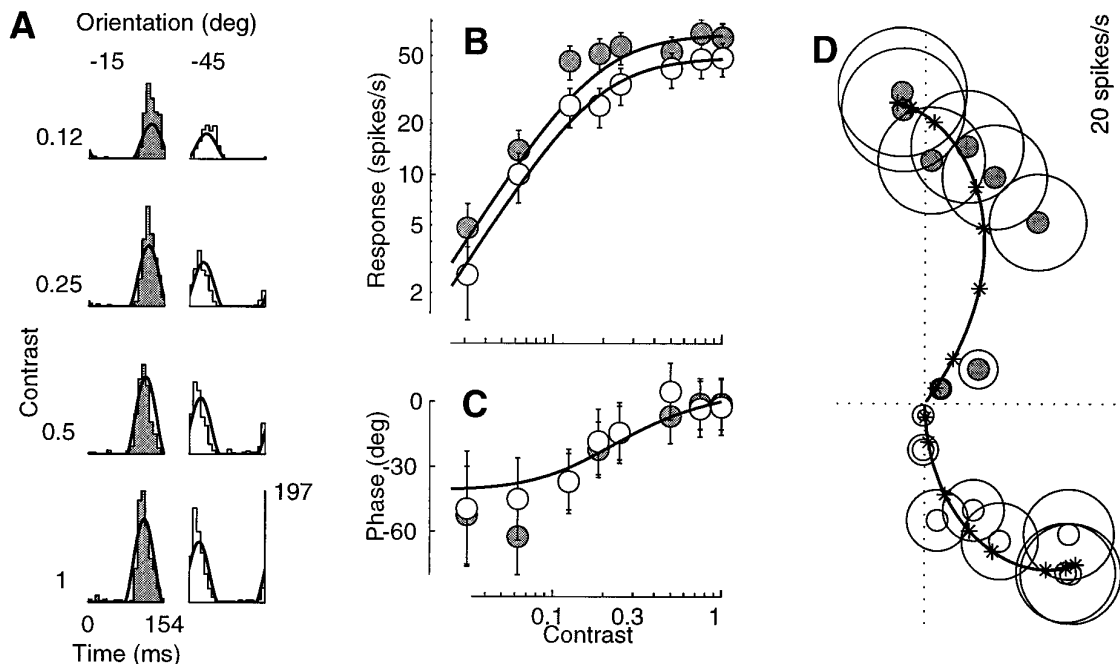 A
Orientation (deg)
-15
-45
Contrast
0.12
0.25
0.5
1
197
0
154
Time (ms)
B
Response (spikes/s)
50
20
10
5
2
C
Phase (deg)
0
-30
-60
0.1
0.3
1
Contrast
D
20 spikes/s